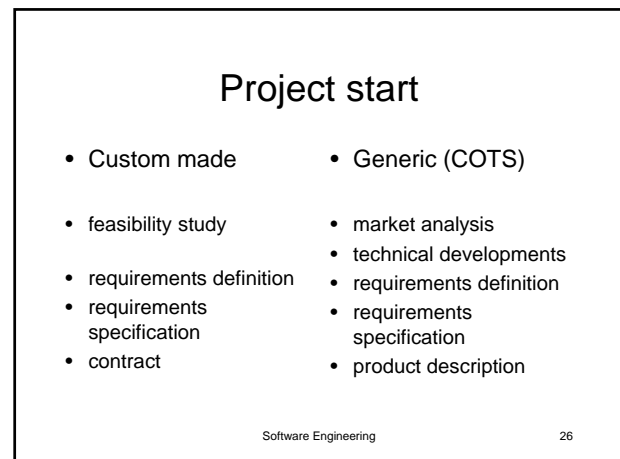 Project start
• Custom made
• feasibility study
• requirements definition
• requirements
specification
• contract
• Generic (COTS)
• market analysis
• technical developments
• requirements definition
• requirements
specification
• product description
Software Engineering
26